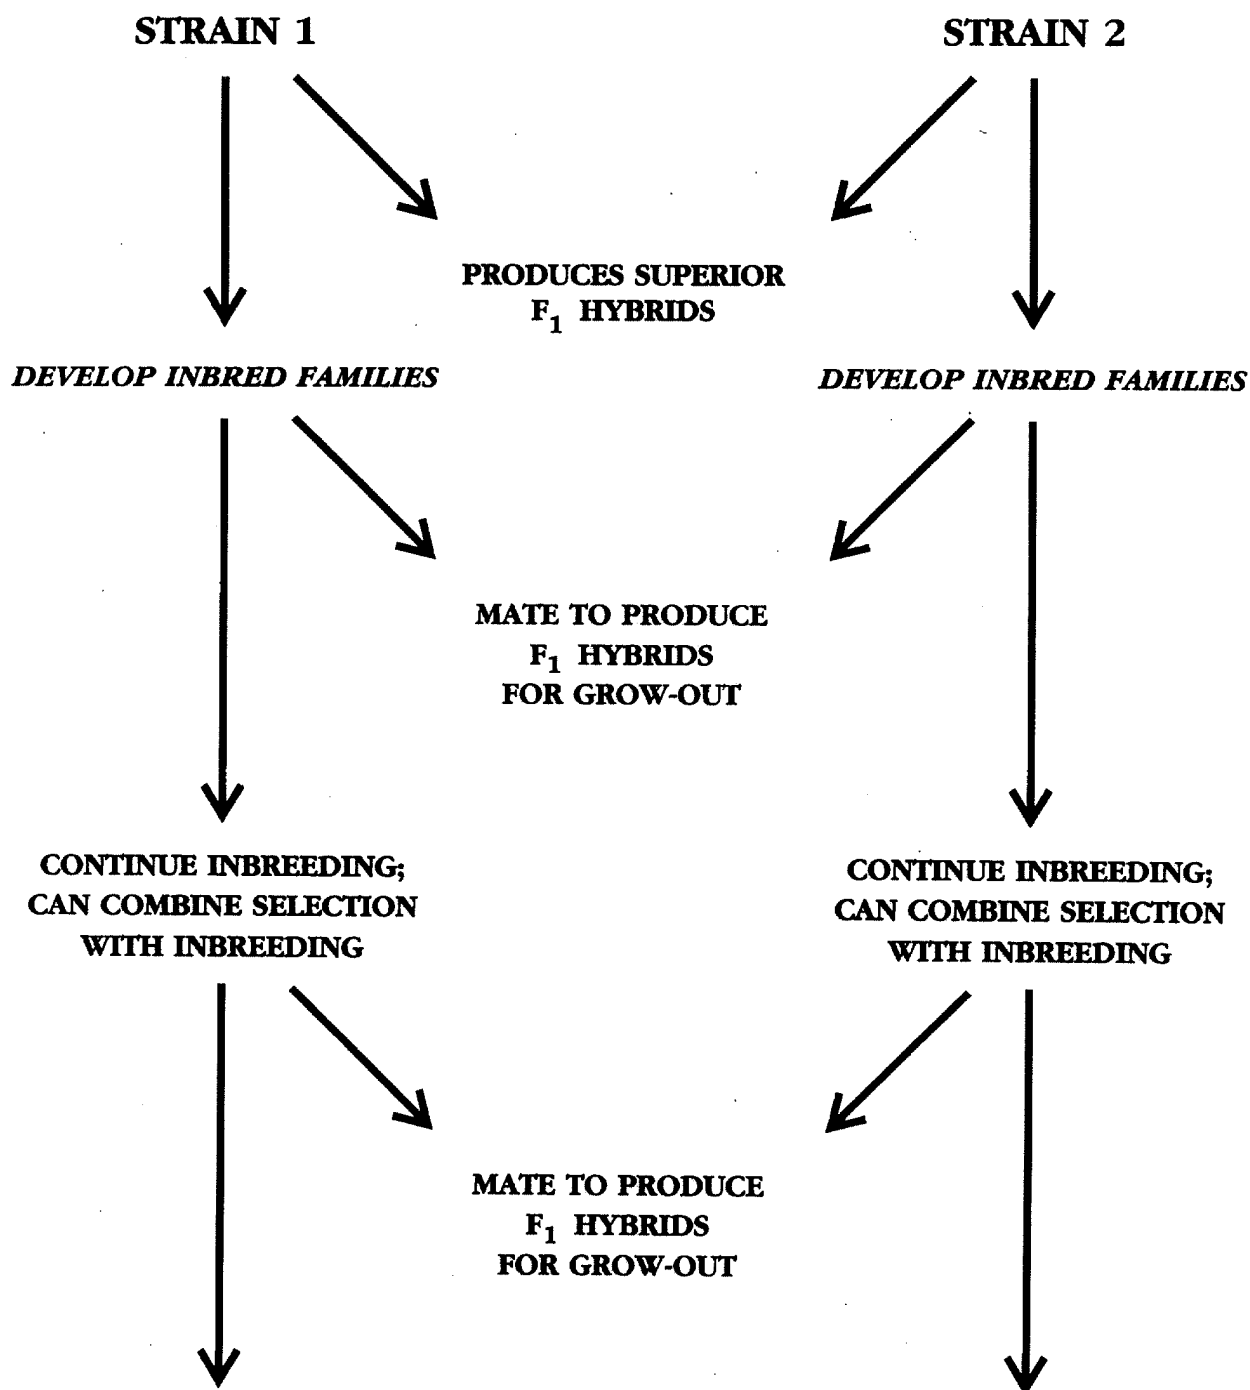 STRAIN 1
STRAIN 2
PRODUCES SUPERIOR
F₁ HYBRIDS
DEVELOP INBRED FAMILIES
DEVELOP INBRED FAMILIES
MATE TO PRODUCE
F₁ HYBRIDS
FOR GROW-OUT
CONTINUE INBREEDING;
CAN COMBINE SELECTION
WITH INBREEDING
CONTINUE INBREEDING;
CAN COMBINE SELECTION
WITH INBREEDING
MATE TO PRODUCE
F₁ HYBRIDS
FOR GROW-OUT